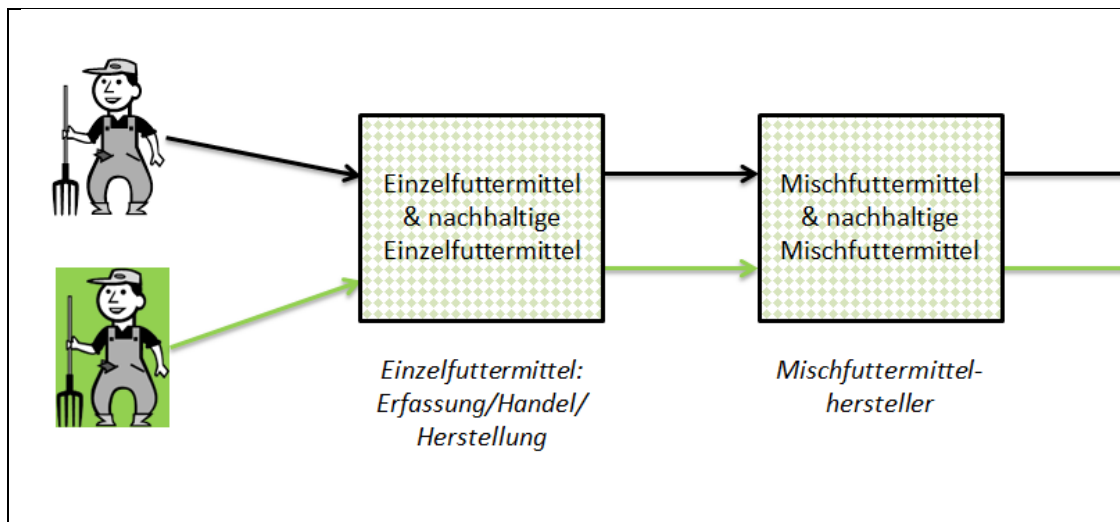 Einzelfuttermittel
& nachhaltige
Einzelfuttermittel
Mischfuttermittel
& nachhaltige
Mischfuttermittel
Einzelfuttermittel:
Erfassung/Handel/
Herstellung
Mischfuttermittel-
hersteller